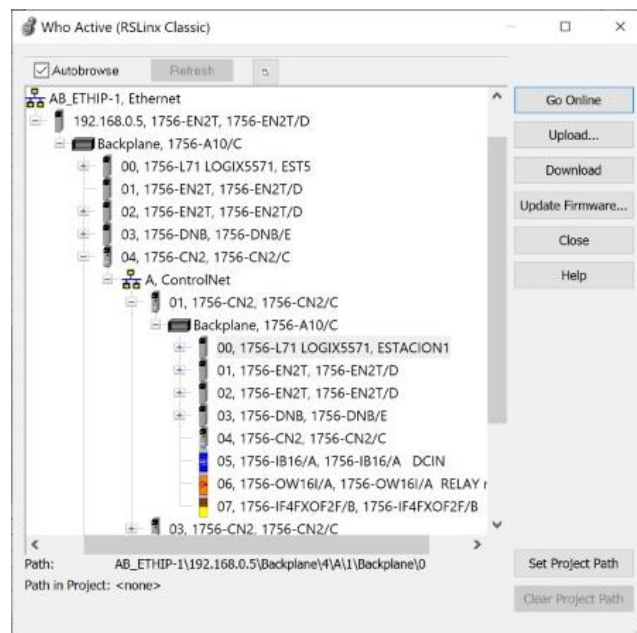 Who Active (RSLinx Classic)
Autobrowse
Refresh
AB_ETHIP-1, Ethernet
192.168.0.5, 1756-EN2T, 1756-EN2T/D
Backplane, 1756-A10/C
00, 1756-L71 LOGIX5571, EST5
01, 1756-EN2T, 1756-EN2T/D
02, 1756-EN2T, 1756-EN2T/D
03, 1756-DNB, 1756-DNB/E
04, 1756-CN2, 1756-CN2/C
A, ControlNet
01, 1756-CN2, 1756-CN2/C
Backplane, 1756-A10/C
00, 1756-L71 LOGIX5571, ESTACION1
01, 1756-EN2T, 1756-EN2T/D
02, 1756-EN2T, 1756-EN2T/D
03, 1756-DNB, 1756-DNB/E
04, 1756-CN2, 1756-CN2/C
05, 1756-IB16/A, 1756-IB16/A DCIN
06, 1756-OW16I/A, 1756-OW16I/A RELAY r
07, 1756-IF4FXOF2F/B, 1756-IF4FXOF2F/B
03, 1756-CN2, 1756-CN2/C
Go Online
Upload...
Download
Update Firmware...
Close
Help
Path: AB_ETHIP-1\192.168.0.5\Backplane\4\A\1\Backplane\0
Path in Project: <none>
Set Project Path
Clear Project Path